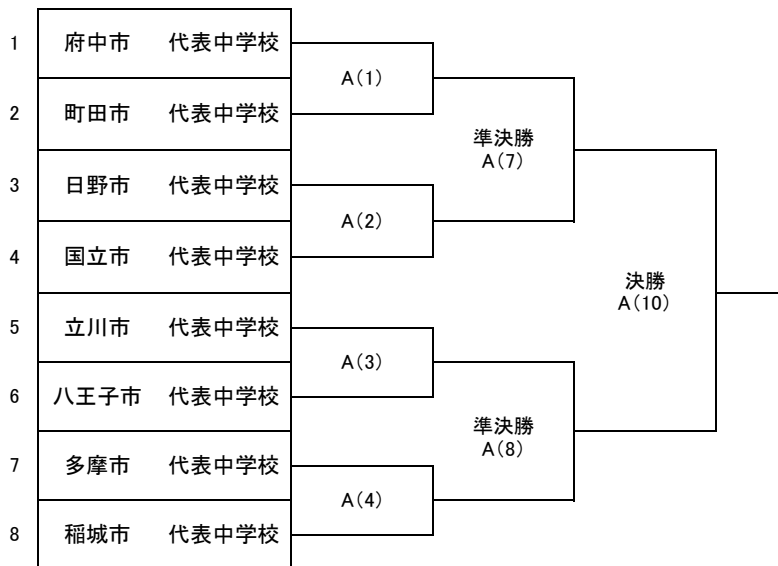 1 府中市 代表中学校
A(1)
2 町田市 代表中学校
準決勝
A(7)
3 日野市 代表中学校
A(2)
4 国立市 代表中学校
決勝
A(10)
5 立川市 代表中学校
A(3)
6 八王子市 代表中学校
準決勝
A(8)
7 多摩市 代表中学校
A(4)
8 稲城市 代表中学校